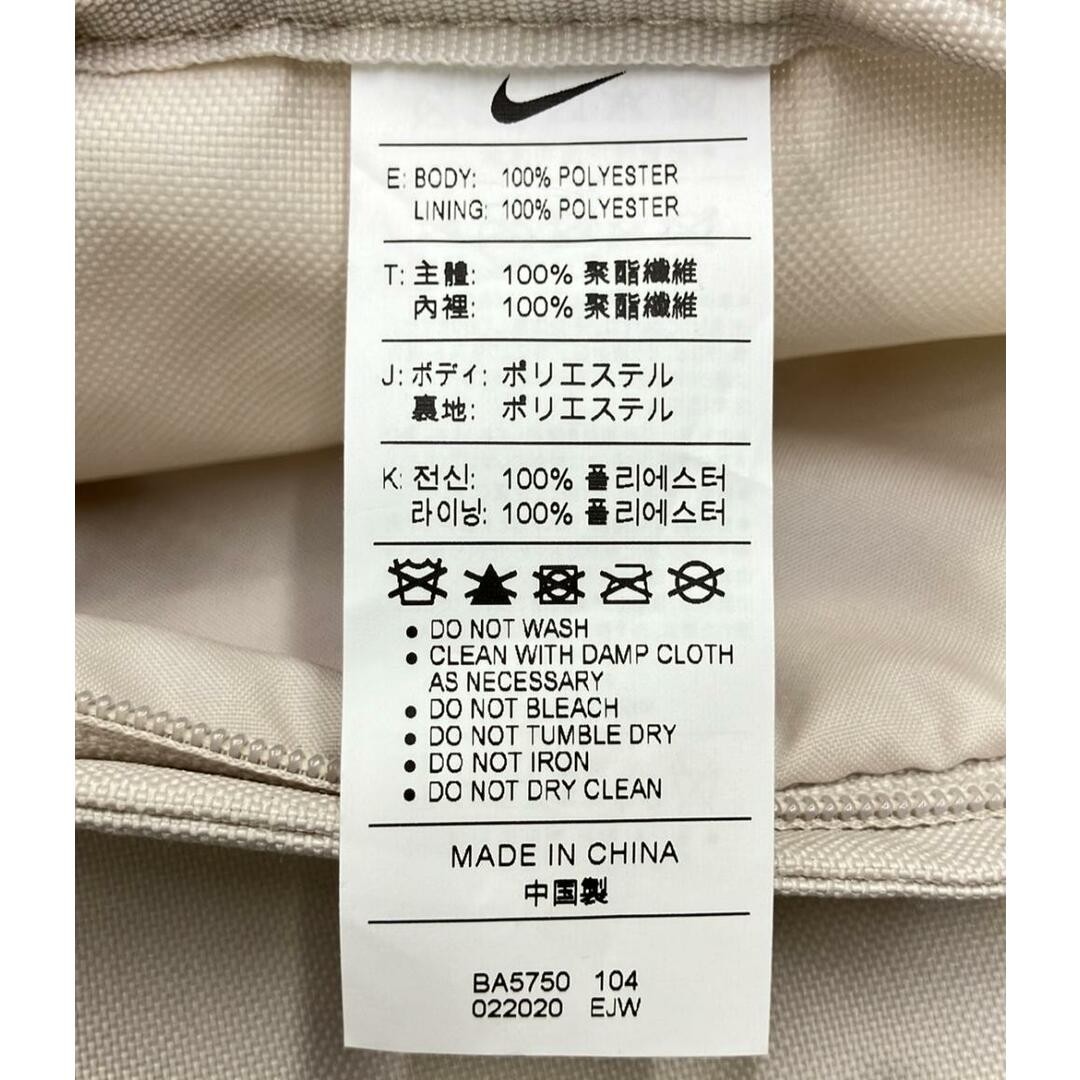 E: BODY: 100% POLYESTER
LINING: 100% POLYESTER
T: 主體: 100% 聚酯纖維
內裡: 100% 聚酯纖維
J: ボディ: ポリエステル
裏地: ポリエステル
K: 전신: 100% 폴리에스터
라이닝: 100% 폴리에스터
• DO NOT WASH
• CLEAN WITH DAMP CLOTH
AS NECESSARY
• DO NOT BLEACH
• DO NOT TUMBLE DRY
• DO NOT IRON
• DO NOT DRY CLEAN
MADE IN CHINA
中国製
BA5750 104
022020 EJW